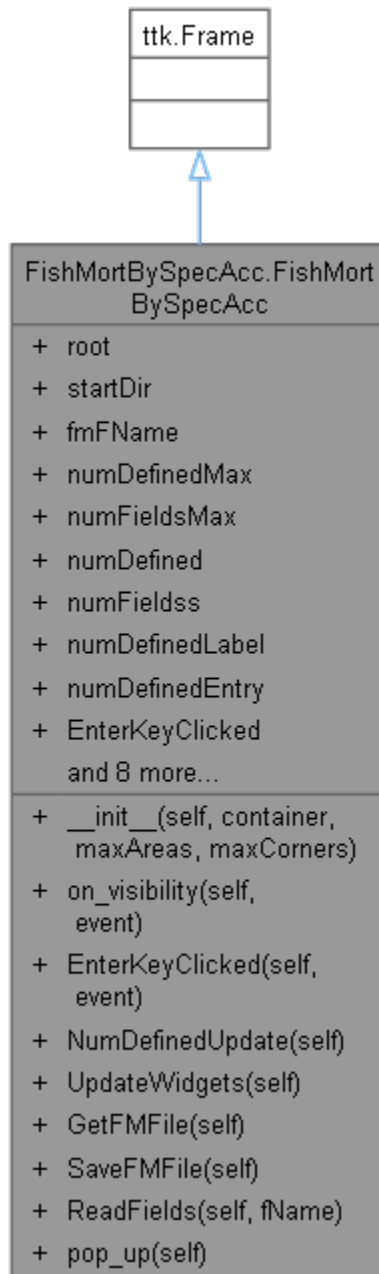 ttk.Frame
FishMortBySpecAcc.FishMort
BySpecAcc
+ root
+ startDir
+ fmFName
+ numDefinedMax
+ numFieldsMax
+ numDefined
+ numFieldss
+ numDefinedLabel
+ numDefinedEntry
+ EnterKeyClicked
and 8 more...
+ __init__(self, container,
maxAreas, maxCorners)
+ on_visibility(self,
event)
+ EnterKeyClicked(self,
event)
+ NumDefinedUpdate(self)
+ UpdateWidgets(self)
+ GetFMFile(self)
+ SaveFMFile(self)
+ ReadFields(self, fName)
+ pop_up(self)